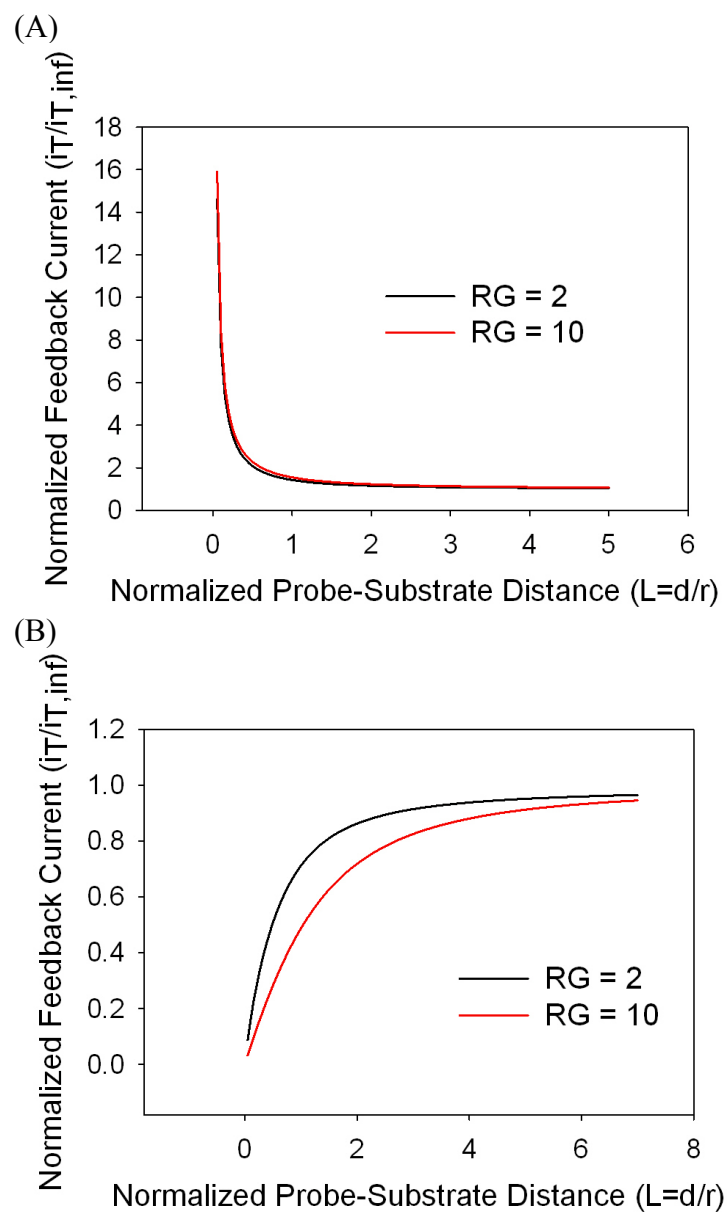 (A)
Normalized Feedback Current (iT/iT,inf)
18
16
14
12
10
8
6
4
2
0
RG = 2
RG = 10
0 1 2 3 4 5 6
Normalized Probe-Substrate Distance (L=d/r)
(B)
Normalized Feedback Current (iT/iT,inf)
1.2
1.0
0.8
0.6
0.4
0.2
0.0
RG = 2
RG = 10
0 2 4 6 8
Normalized Probe-Substrate Distance (L=d/r)